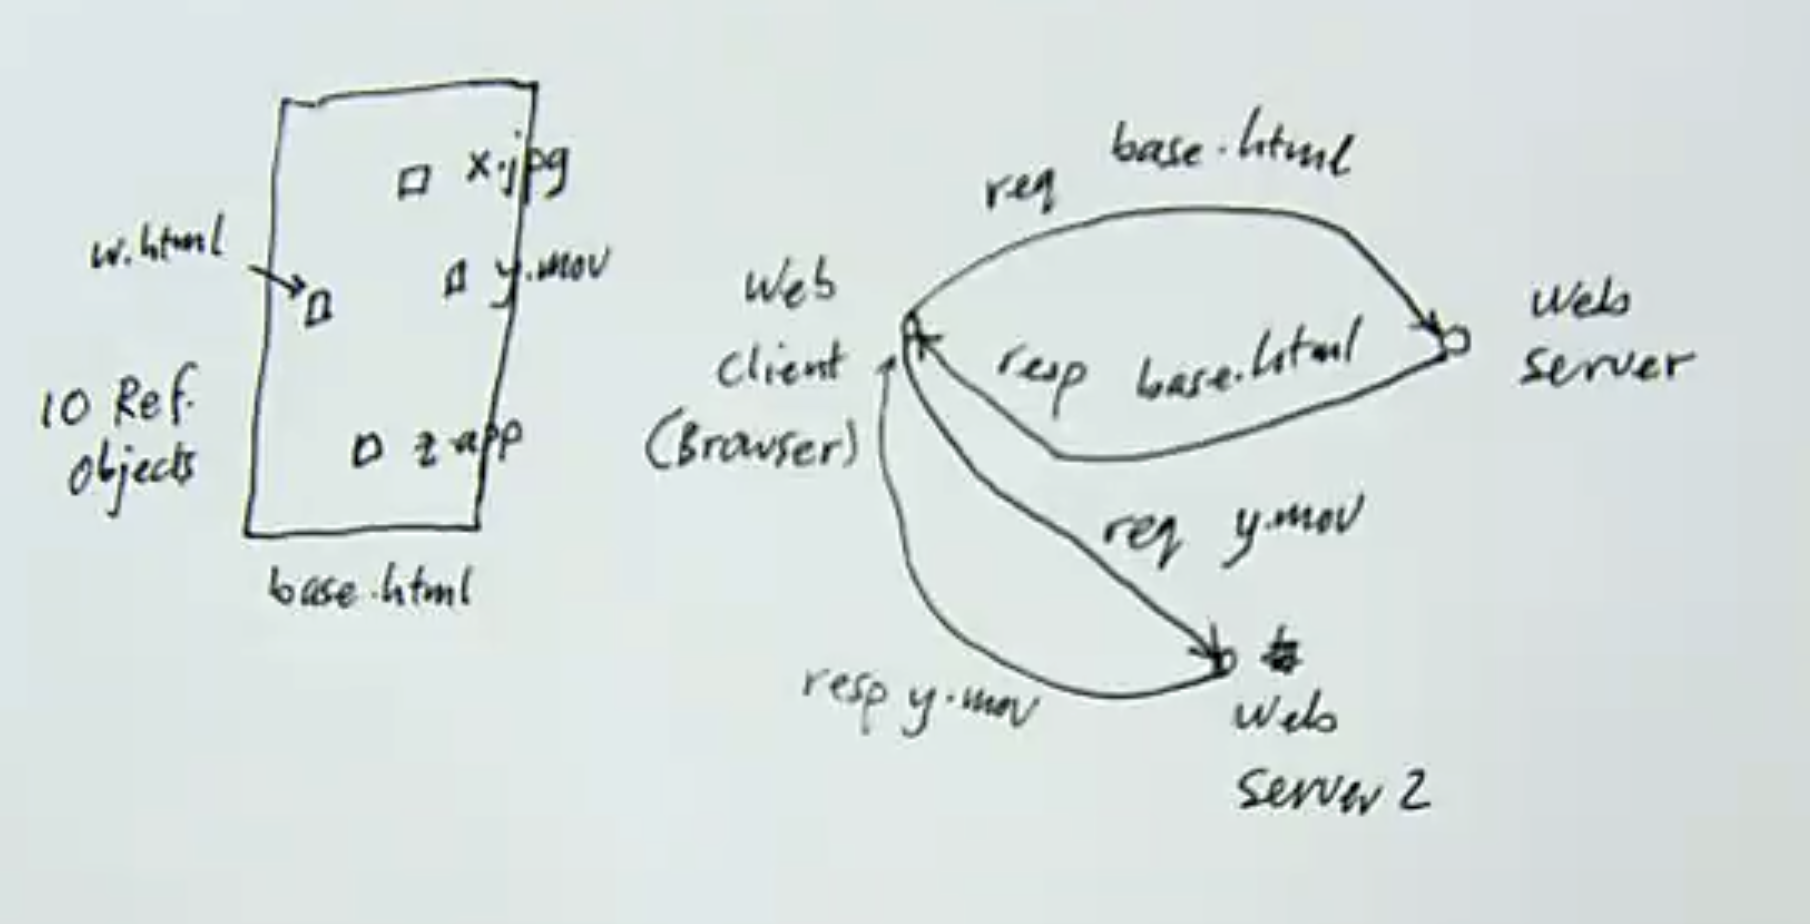 x.jpg
w.html
y.mov
10 Ref.
Objects
z.app
base.html
req base.html
Web
Client
(Browser)
resp base.html
Web
Server
req y.mov
resp y.mov
Web
Server 2